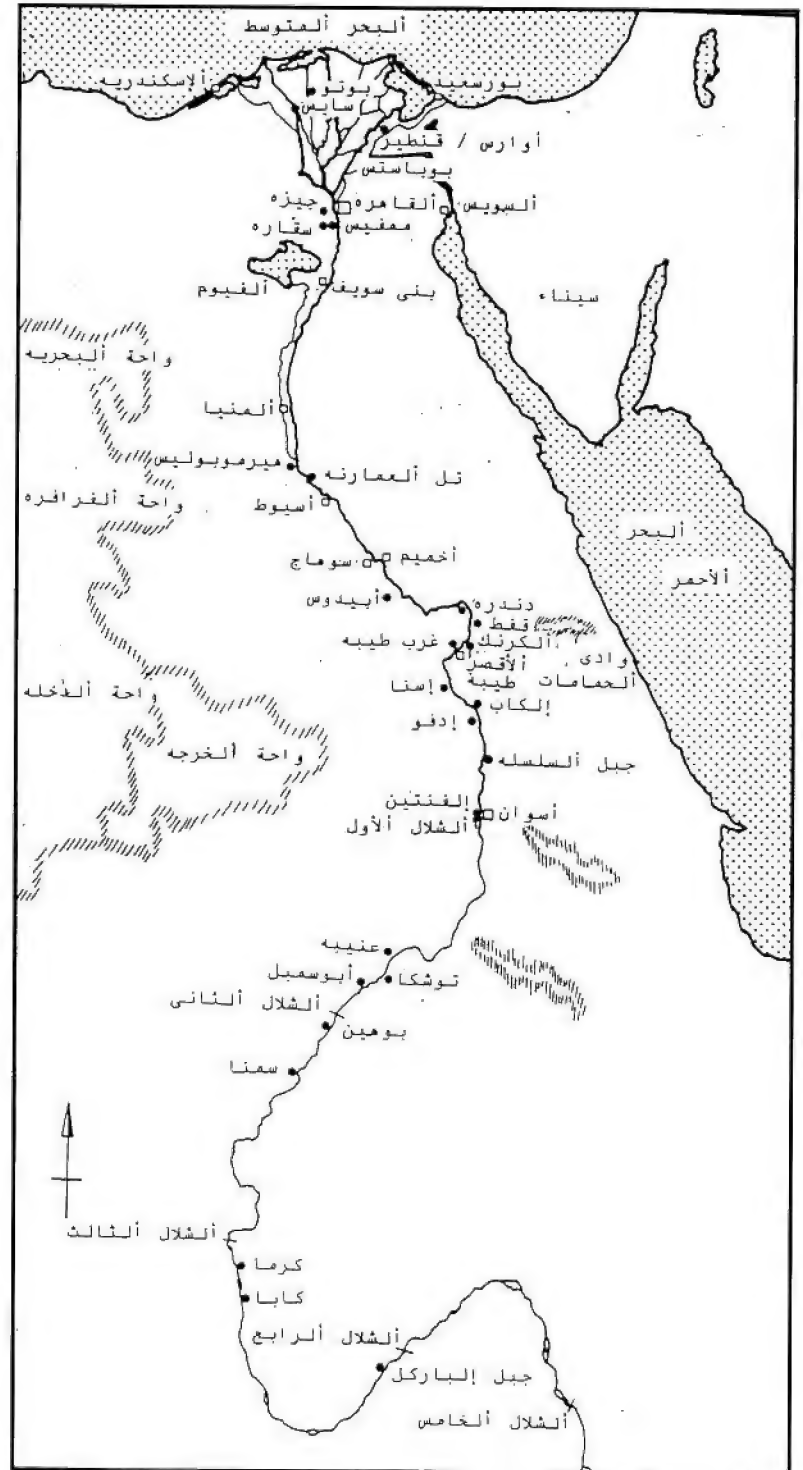 ألبحر ألمتوسط
ألإسكندريه
بورسعيد
بوتو
سايس
أوارس / قنطير
بوباستس
جيزه
ألقاهره
ألسويس
سقاره
ممفيس
سيناء
ألفيوم
بنى سويف
واحة ألبحريه
ألمنيا
هيرموبوليس
تل ألعمارنه
واحة ألفرافره
أسيوط
ألبحر
ألأحمر
أخميم
سوهاج
أبيدوس
دندره
قفط
غرب طيبه
ألكرنك
وادى
ألأقصر
ألحمامات
طيبة
إسنا
إلكاب
واحة ألدخله
إدفو
واحة ألخرجه
جبل ألسلسله
إلفنتين
أسوان
ألشلال ألأول
عنيبه
أبوسمبل
توشكا
ألشلال ألثانى
بوهين
سمنا
ألشلال ألثالث
كرما
كابا
ألشلال ألرابع
جبل إلباركل
ألشلال ألخامس